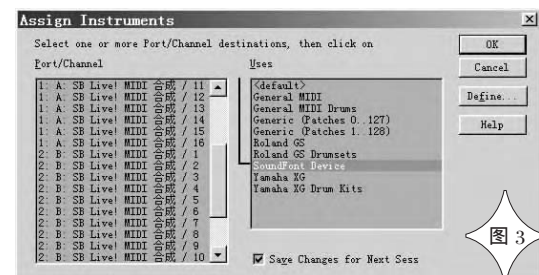 Assign Instruments
Select one or more Port/Channel destinations, then click on
OK
Port/Channel
Uses
Cancel
Define...
Help
1: A: SB Live! MIDI 合成 / 11
1: A: SB Live! MIDI 合成 / 12
1: A: SB Live! MIDI 合成 / 13
1: A: SB Live! MIDI 合成 / 14
1: A: SB Live! MIDI 合成 / 15
1: A: SB Live! MIDI 合成 / 16
2: B: SB Live! MIDI 合成 / 1
2: B: SB Live! MIDI 合成 / 2
2: B: SB Live! MIDI 合成 / 3
2: B: SB Live! MIDI 合成 / 4
2: B: SB Live! MIDI 合成 / 5
2: B: SB Live! MIDI 合成 / 6
2: B: SB Live! MIDI 合成 / 7
2: B: SB Live! MIDI 合成 / 8
2: B: SB Live! MIDI 合成 / 9
2: B: SB Live! MIDI 合成 / 10
<default>
General MIDI
General MIDI Drums
Generic (Patches 0..127)
Generic (Patches 1..128)
Roland GS
Roland GS Drumsets
SoundFont Device
Yamaha XG
Yamaha XG Drum Kits
Save Changes for Next Sess
图 3